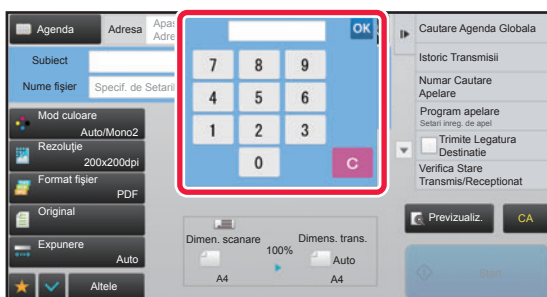 Agenda
Adresa
Apas
Adre
Subiect
Nume fişier
Specif. de Setaril
Mod culoare
Auto/Mono2
Rezoluţie
200x200dpi
Format fişier
PDF
Original
Expunere
Auto
Altele
OK
7 8 9
4 5 6
1 2 3
0 C
Dimen. scanare
100%
Dimens. trans.
Auto
A4
A4
Cautare Agenda Globala
Istoric Transmisii
Numar Cautare
Apelare
Program apelare
Setari inreg. de apel
Trimite Legatura
Destinatie
Verifica Stare
Transmis/Receptionat
Previzualiz.
CA
Start